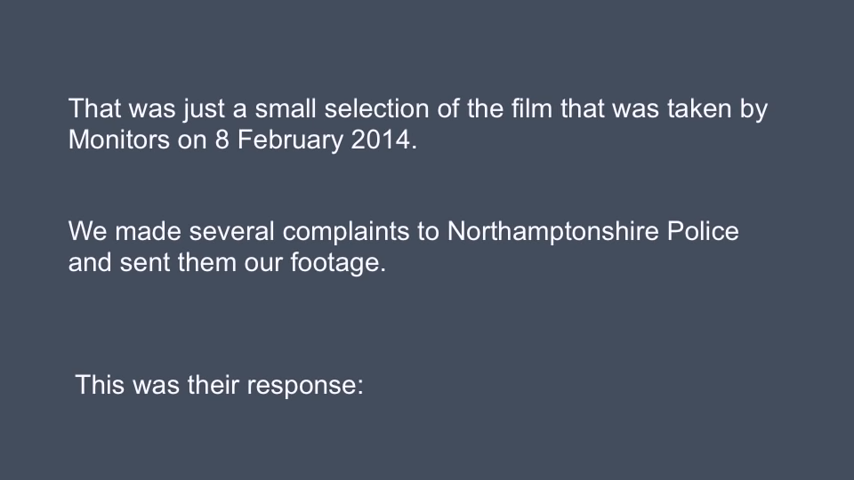 That was just a small selection of the film that was taken by
Monitors on 8 February 2014.
We made several complaints to Northamptonshire Police
and sent them our footage.
This was their response: